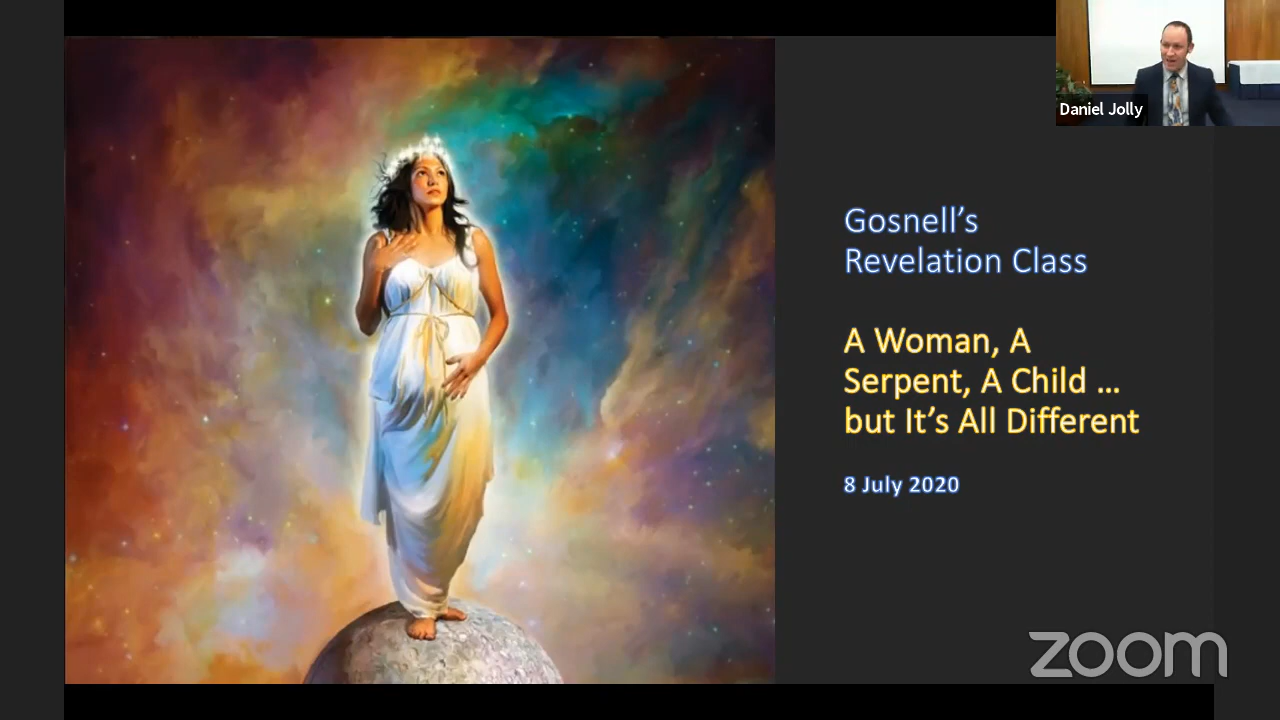 Daniel Jolly
Gosnell’s
Revelation Class
A Woman, A
Serpent, A Child …
but It’s All Different
8 July 2020
zoom